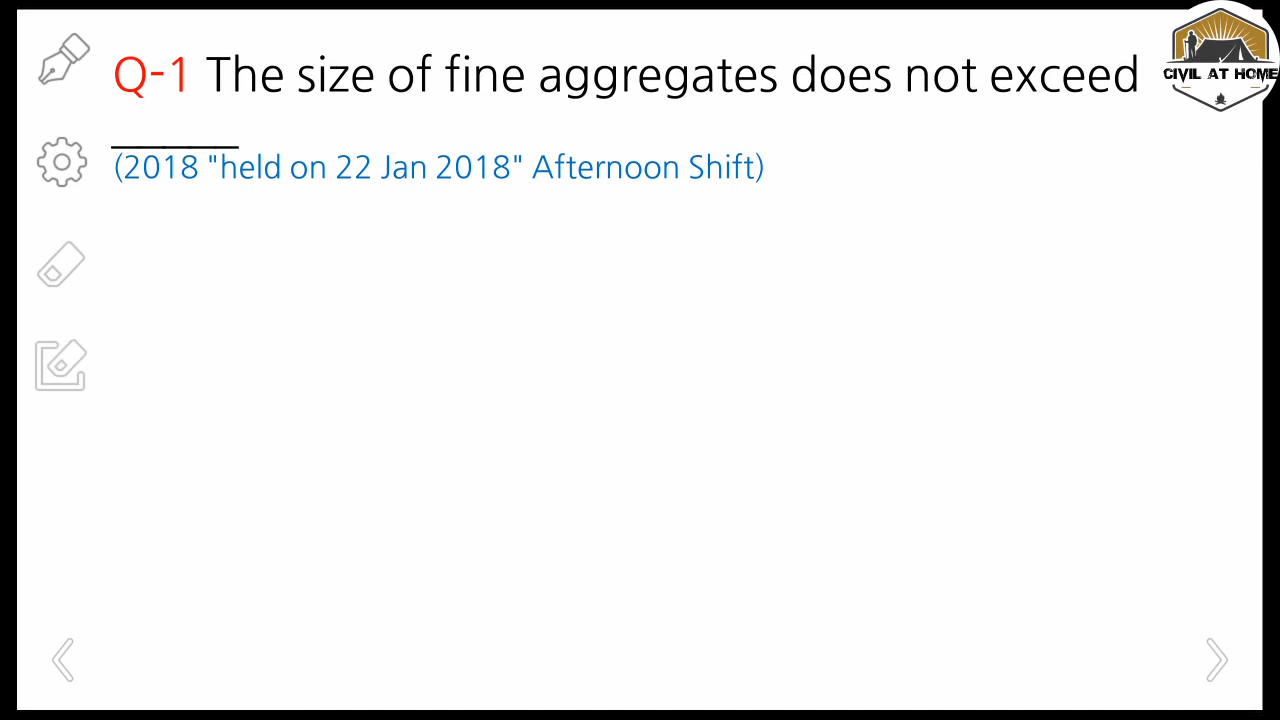 Q-1 The size of fine aggregates does not exceed
_____
(2018 "held on 22 Jan 2018" Afternoon Shift)
CIVIL AT HOME